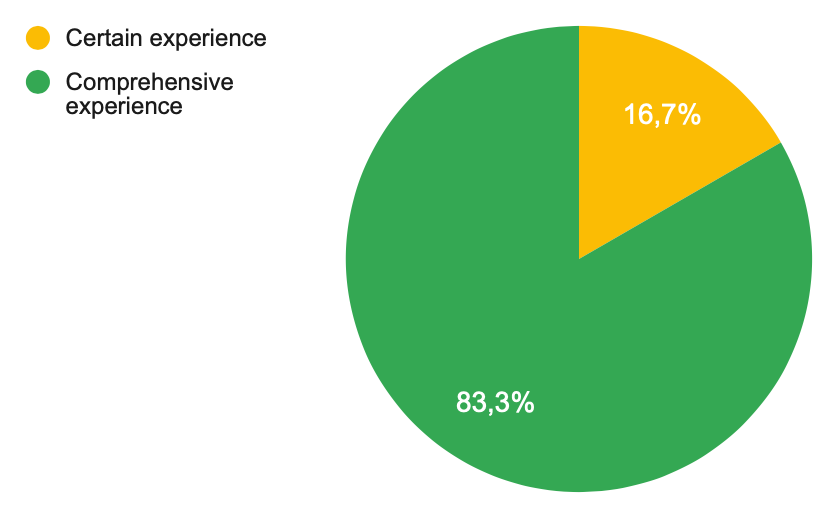 Certain experience
Comprehensive
experience
16,7%
83,3%